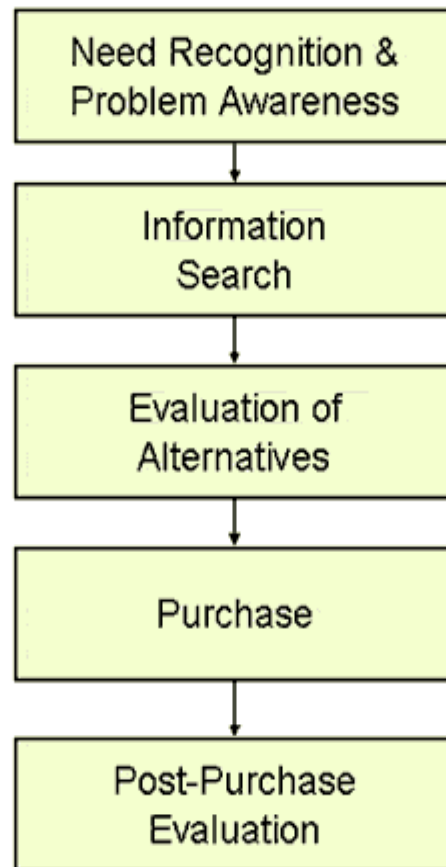 Need Recognition &
Problem Awareness
Information
Search
Evaluation of
Alternatives
Purchase
Post-Purchase
Evaluation